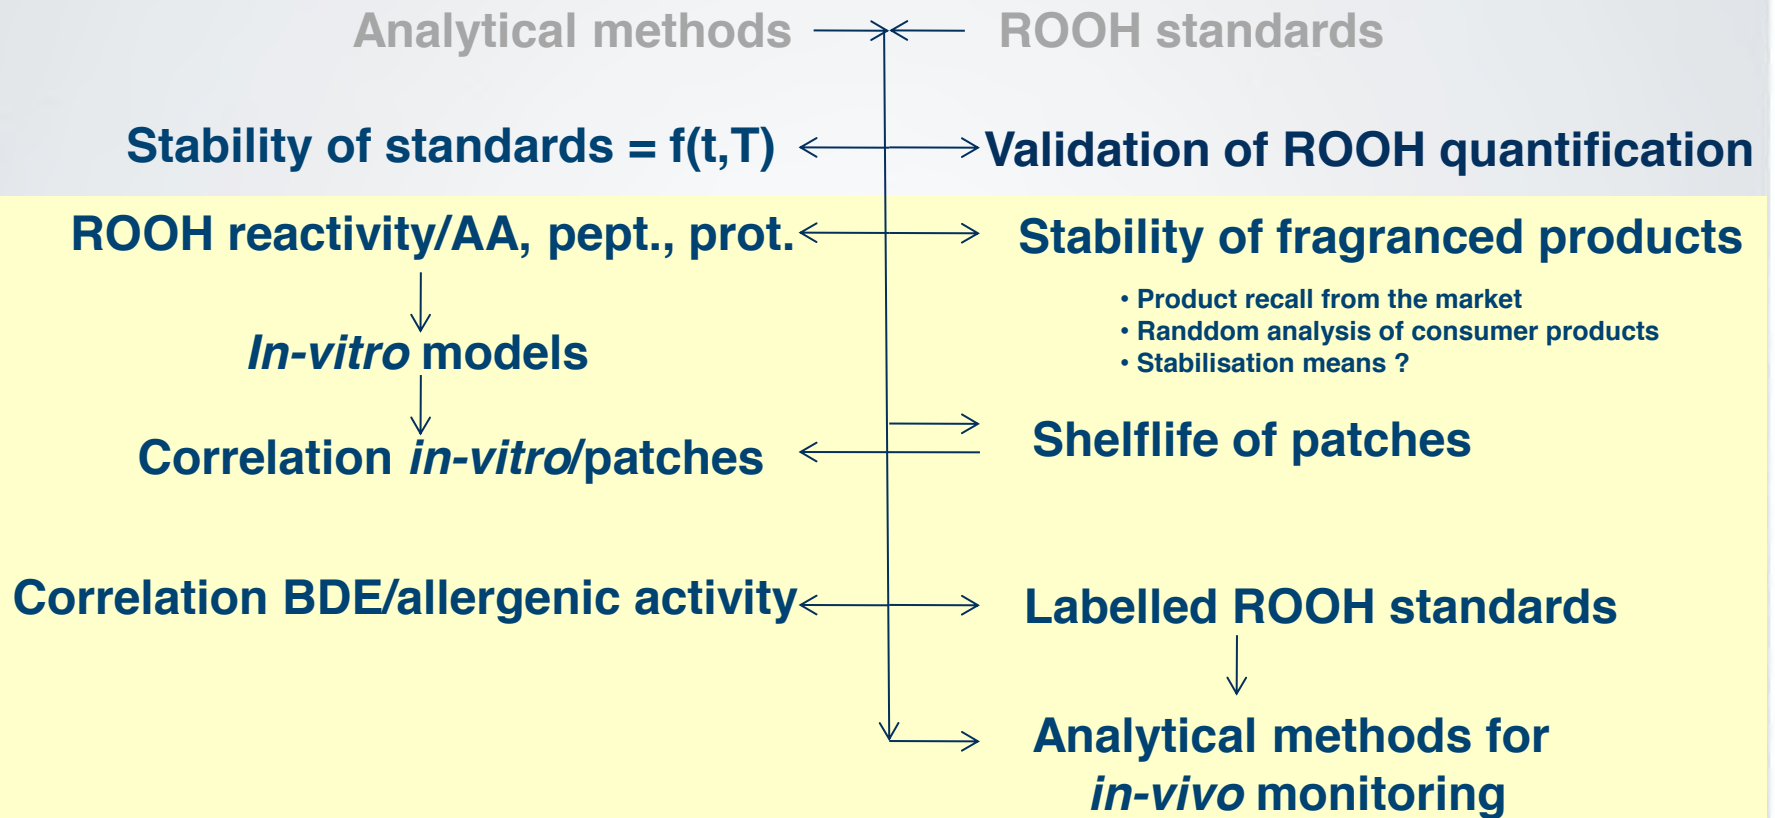 Analytical methods
ROOH standards
Stability of standards = f(t,T)
Validation of ROOH quantification
ROOH reactivity/AA, pept., prot.
Stability of fragranced products
• Product recall from the market
• Randdom analysis of consumer products
• Stabilisation means ?
In-vitro models
Shelflife of patches
Correlation in-vitro/patches
Correlation BDE/allergenic activity
Labelled ROOH standards
Analytical methods for
in-vivo monitoring